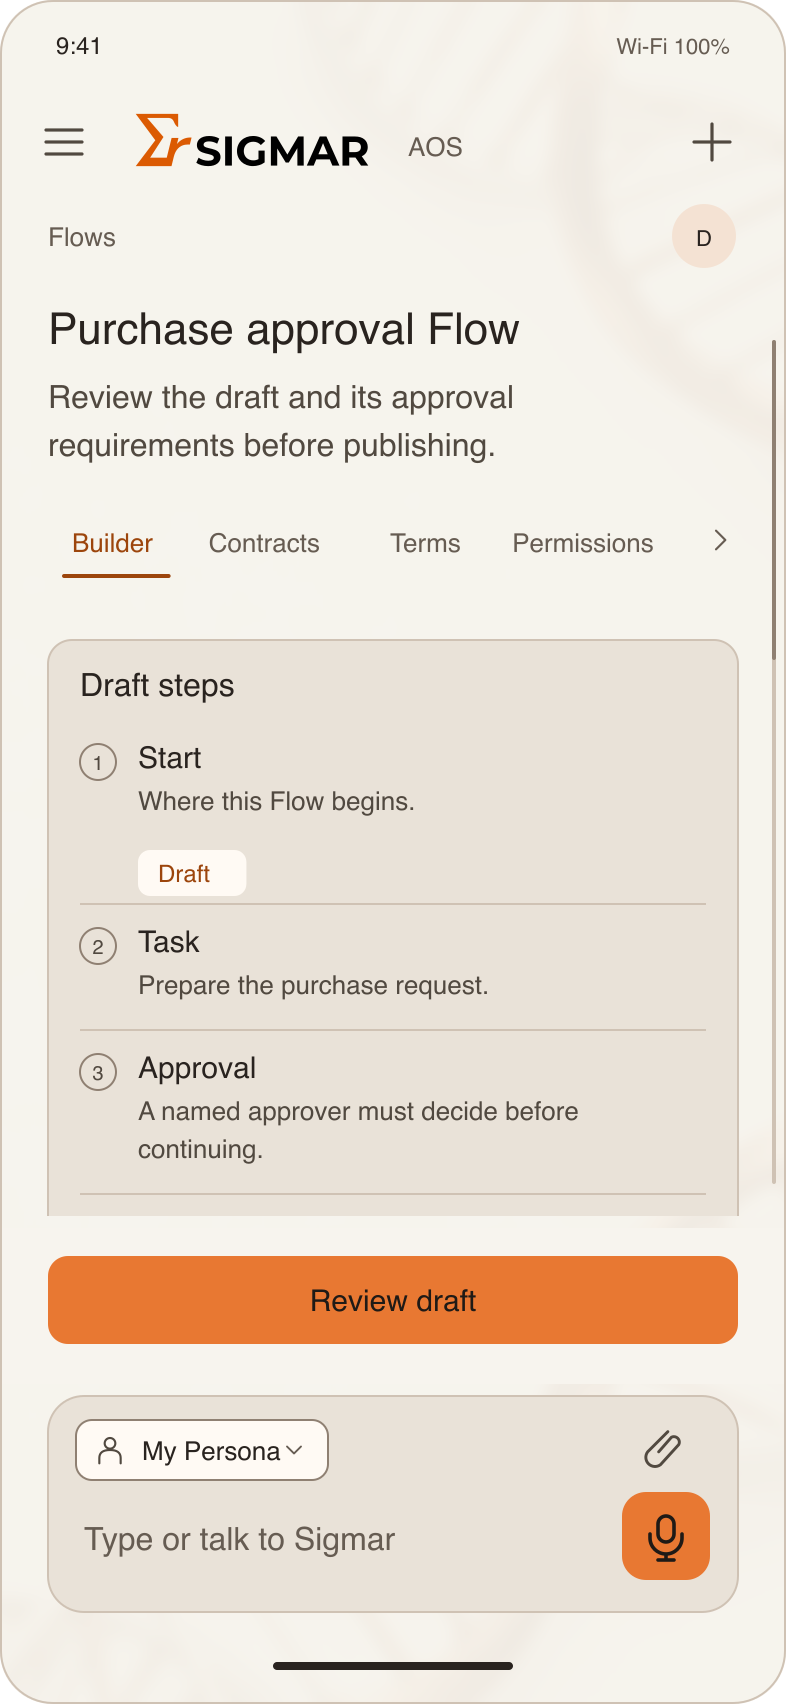 9:41
Wi-Fi 100%
SIGMAR
AOS
Flows
D
Purchase approval Flow
Review the draft and its approval
requirements before publishing.
Builder
Contracts
Terms
Permissions
Draft steps
1
Start
Where this Flow begins.
Draft
2
Task
Prepare the purchase request.
3
Approval
A named approver must decide before
continuing.
Review draft
My Persona
Type or talk to Sigmar